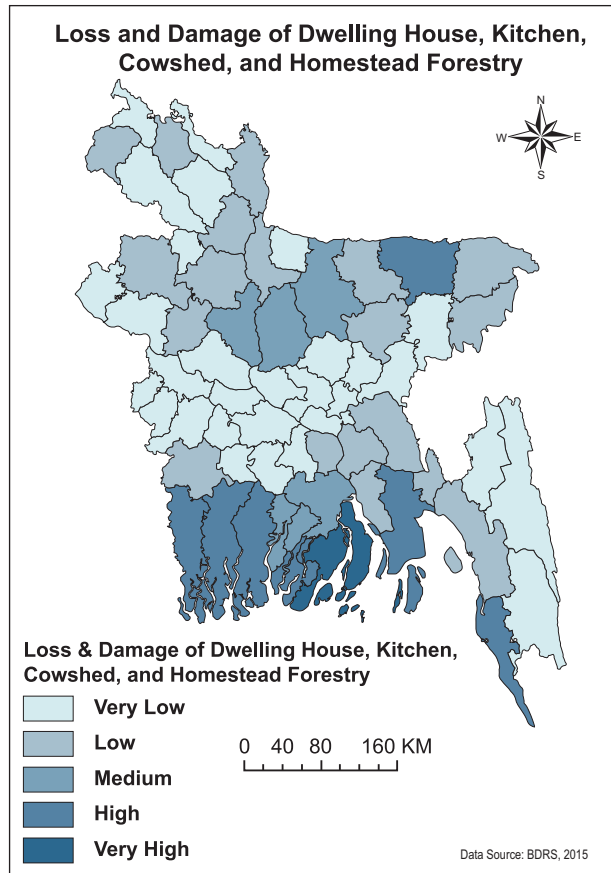 Loss and Damage of Dwelling House, Kitchen,
Cowshed, and Homestead Forestry
N
W
E
S
Loss & Damage of Dwelling House, Kitchen,
Cowshed, and Homestead Forestry
Very Low
Low
Medium
High
Very High
0 40 80 160 KM
Data Source: BDRS, 2015